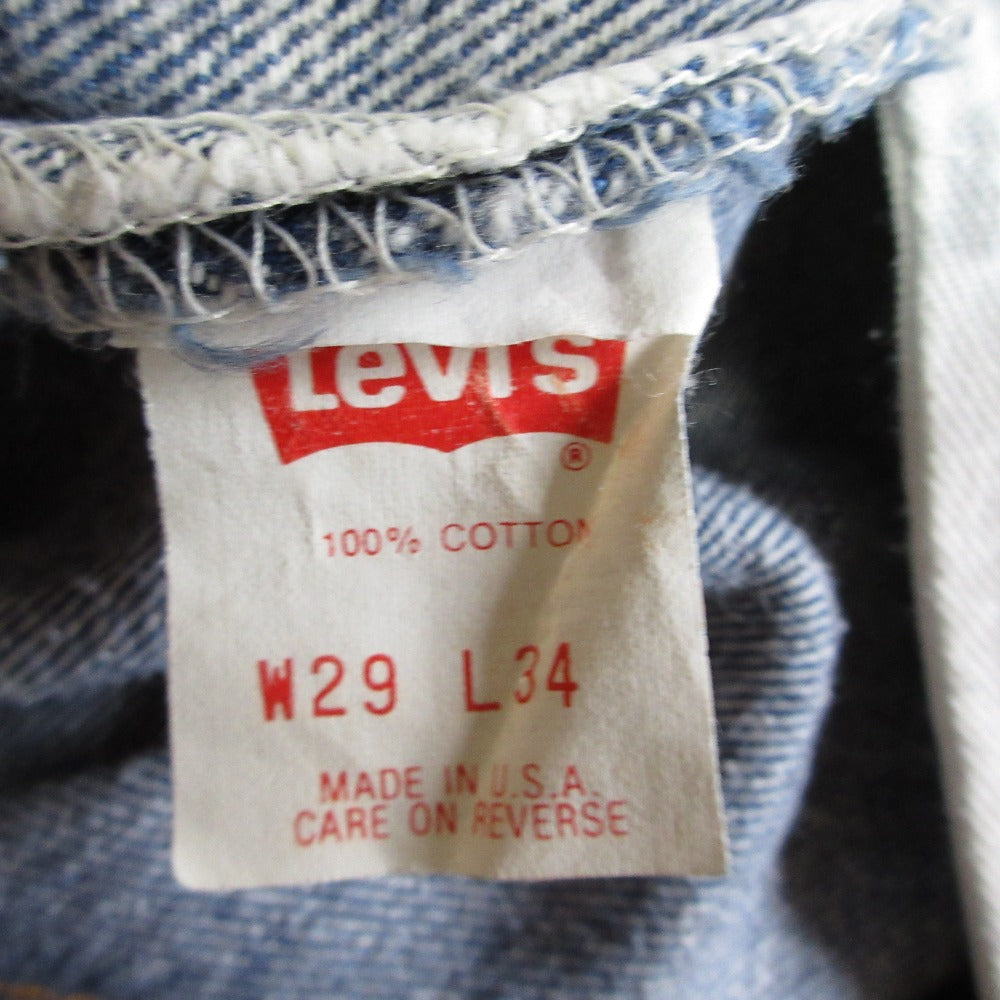 Levi's
®
100% COTTON
W29 L34
MADE IN U.S.A.
CARE ON REVERSE